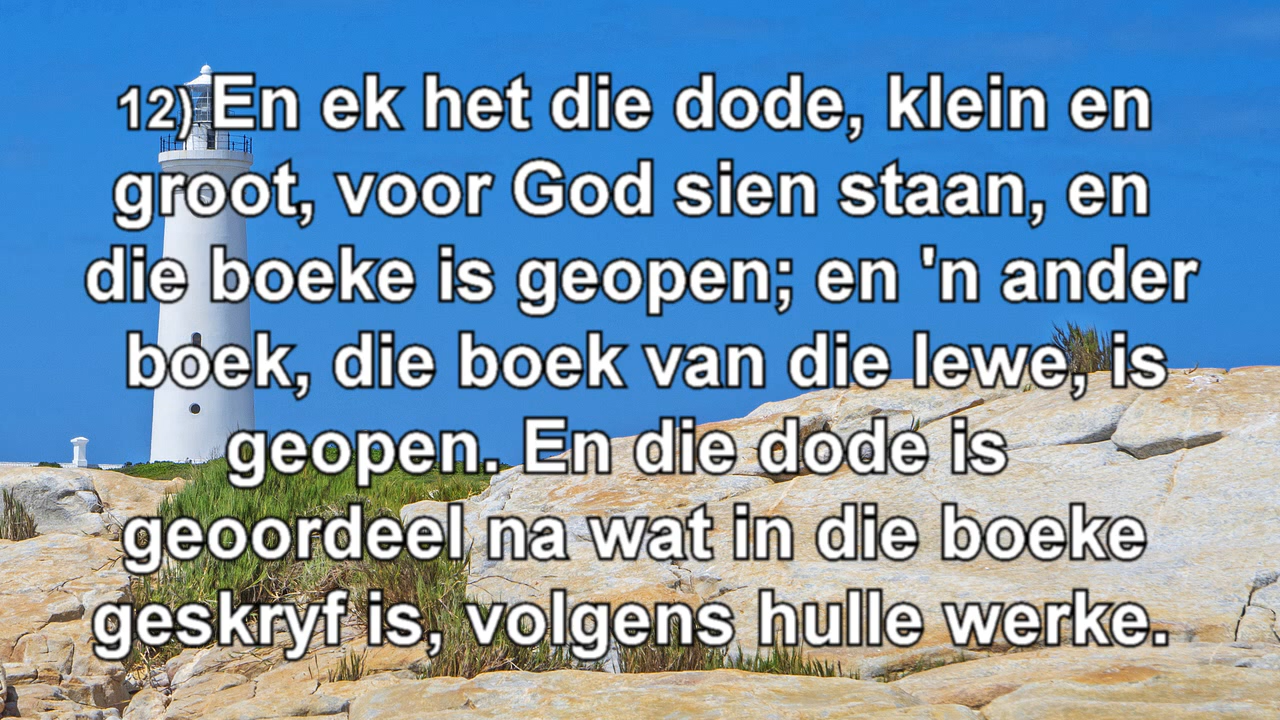 12) En ek het die dode, klein en
groot, voor God sien staan, en
die boeke is geopen; en 'n ander
boek, die boek van die lewe, is
geopen. En die dode is
geoordeel na wat in die boeke
geskryf is, volgens hulle werke.